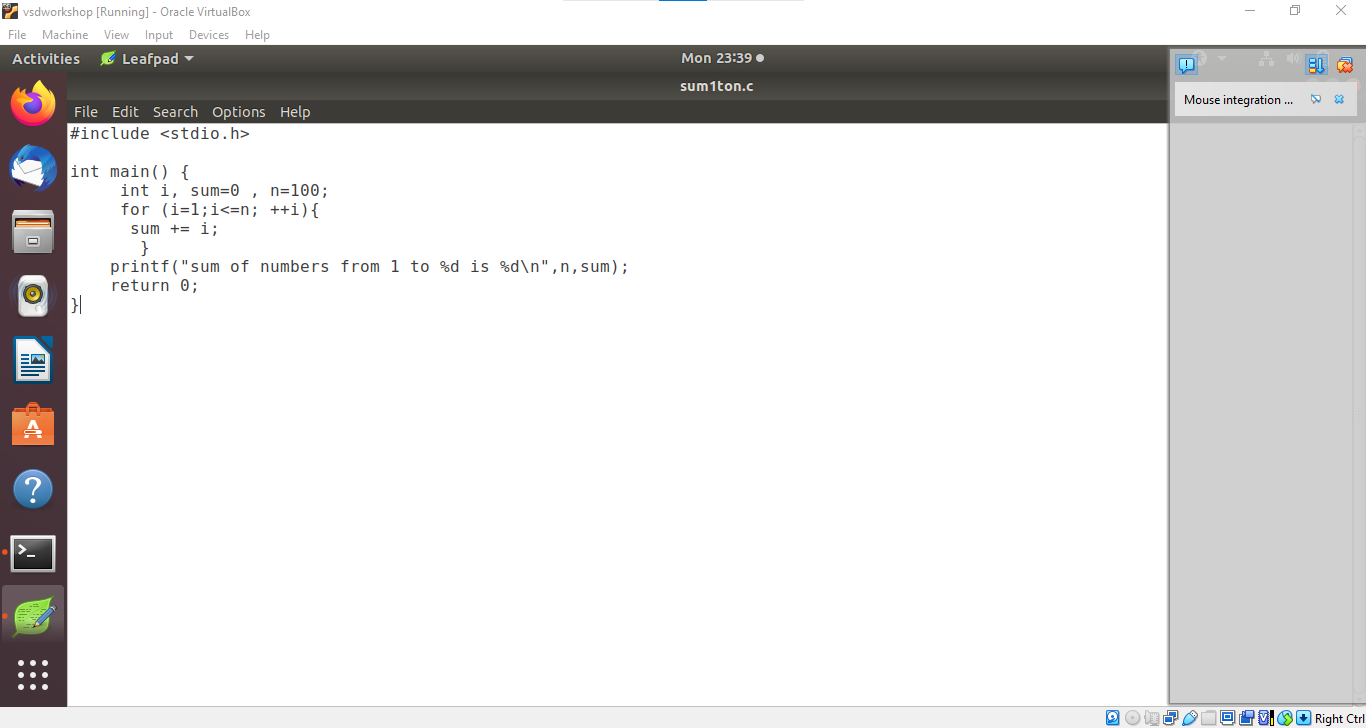 vsdworkshop [Running] - Oracle VirtualBox
File Machine View Input Devices Help
Activities Leafpad Mon 23:39
sum1ton.c
File Edit Search Options Help
Mouse integration ...
#include <stdio.h>
int main() {
int i, sum=0 , n=100;
for (i=1;i<=n; ++i){
sum += i;
}
printf("sum of numbers from 1 to %d is %d\n",n,sum);
return 0;
}
Right Ctrl